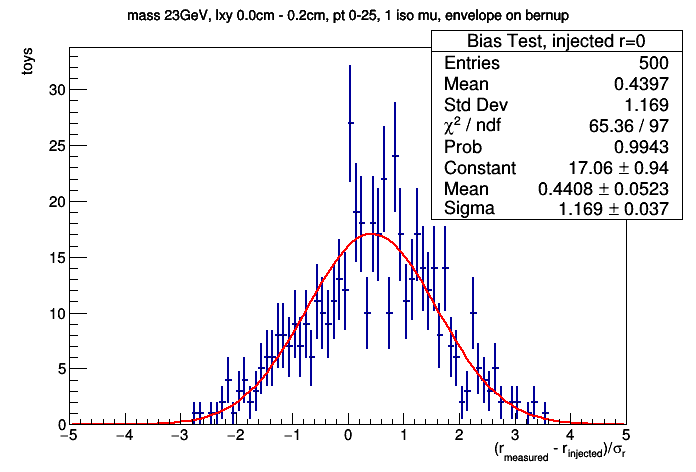 mass 23GeV, lxy 0.0cm - 0.2cm, pt 0-25, 1 iso mu, envelope on bernup
Bias Test, injected r=0
Entries 500
Mean 0.4397
Std Dev 1.169
χ² / ndf 65.36 / 97
Prob 0.9943
Constant 17.06 ± 0.94
Mean 0.4408 ± 0.0523
Sigma 1.169 ± 0.037
toys
30
25
20
15
10
5
0
−5 −4 −3 −2 −1 0 1 2 3 4 5
(r_measured - r_injected)/σ_r